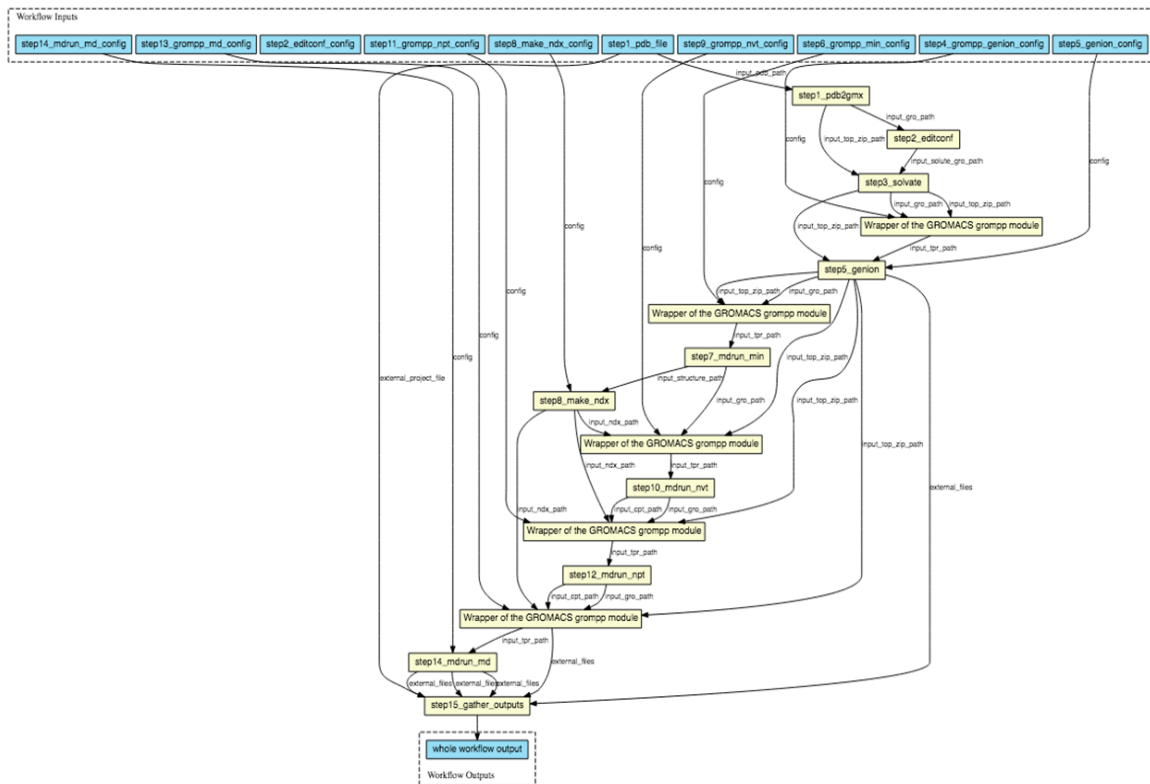 Workflow Inputs
step14_mdrun_md_config step13_grompp_md_config step2_editconf_config step11_grompp_npt_config step8_make_ndx_config step1_pdb_file step9_grompp_nvt_config step6_grompp_min_config step4_grompp_genion_config step5_genion_config
input_pdb_path
step1_pdb2gmx
input_gro_path
input_top_zip_path step2_editconf
config
input_solute_gro_path config
step3_solvate
config
input_gro_path input_top_zip_path
config input_top_zip_path Wrapper of the GROMACS grompp module
config input_tpr_path
step5_genion
config input_top_zip_path input_gro_path
Wrapper of the GROMACS grompp module
config input_tpr_path
config step7_mdrun_min input_top_zip_path
external_project_file input_structure_path
step8_make_ndx input_gro_path input_top_zip_path
input_ndx_path
Wrapper of the GROMACS grompp module input_top_zip_path
input_ndx_path input_tpr_path
step10_mdrun_nvt external_files
input_ndx_path input_cpt_path input_gro_path
Wrapper of the GROMACS grompp module
input_tpr_path
step12_mdrun_npt
input_cpt_path input_gro_path
Wrapper of the GROMACS grompp module
input_tpr_path
step14_mdrun_md external_files
external_files external_files external_files
step15_gather_outputs
whole workflow output
Workflow Outputs